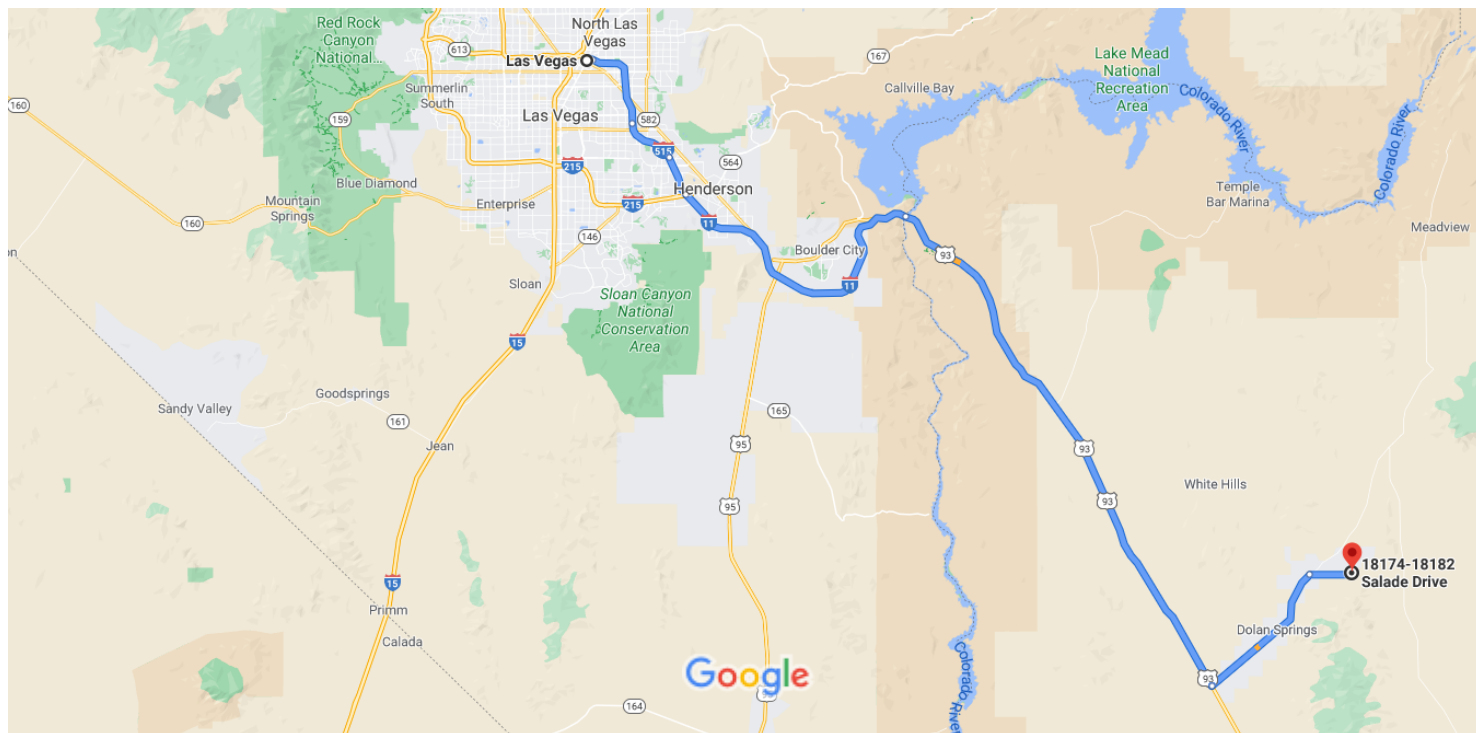 Red Rock
Canyon
National...
North Las
Vegas
613
Las Vegas
167
Lake Mead
National
Recreation
Area
Callville Bay
Colorado River
Colorado River
160
Summerlin
South
159
Las Vegas
582
515
215
564
Henderson
Blue Diamond
Mountain
Springs
Enterprise
215
11
Temple
Bar Marina
160
146
Meadview
Boulder City
93
on
Sloan
11
Sloan Canyon
National
Conservation
Area
15
Goodsprings
Sandy Valley
161
165
Jean
95
93
White Hills
93
95
18174-18182
Salade Drive
15
Primm
Calada
Dolan Springs
Google
93
Colorado River
164